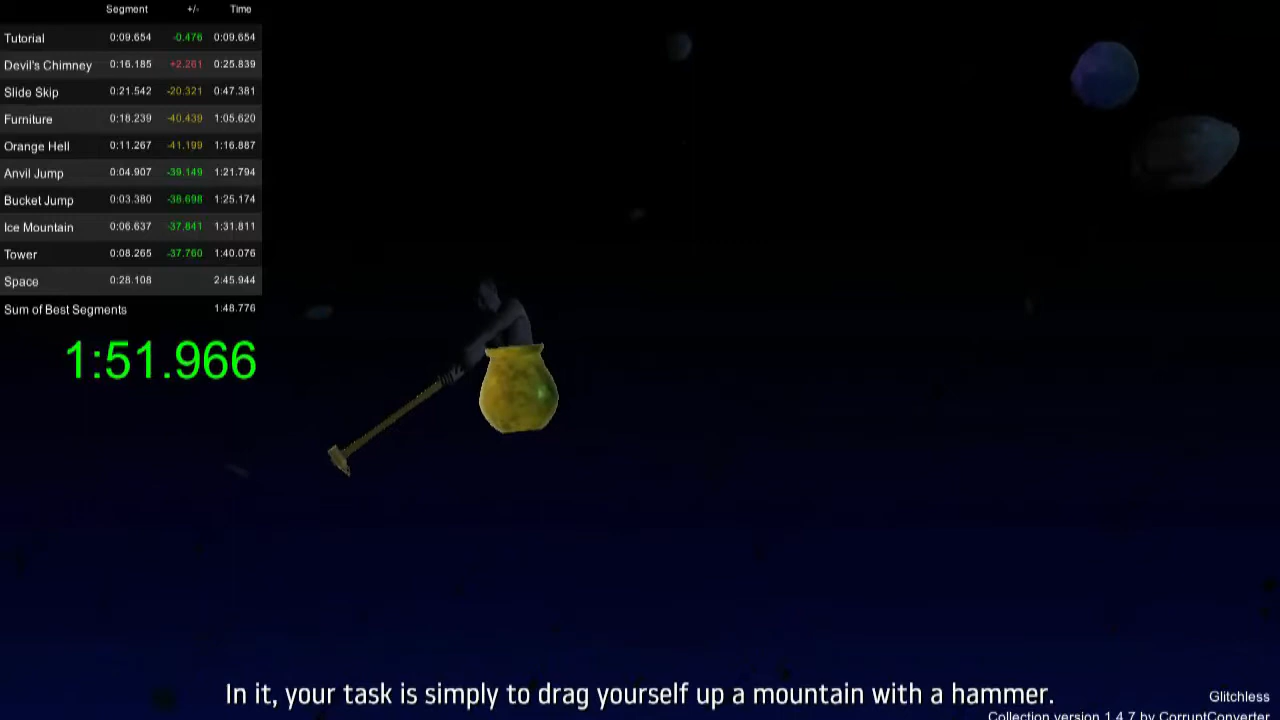 Segment +/- Time
Tutorial 0:09.654 -0.476 0:09.654
Devil's Chimney 0:16.185 +2.281 0:25.839
Slide Skip 0:21.542 -20.321 0:47.381
Furniture 0:18.239 -40.439 1:05.620
Orange Hell 0:11.267 -41.199 1:16.887
Anvil Jump 0:04.907 -39.149 1:21.794
Bucket Jump 0:03.380 -38.698 1:25.174
Ice Mountain 0:06.637 -37.841 1:31.811
Tower 0:08.265 -37.760 1:40.076
Space 0:28.108 2:45.944
Sum of Best Segments 1:48.776
1:51.966
In it, your task is simply to drag yourself up a mountain with a hammer.
Glitchless
Collection version 1.4.7 by CorruptConverter